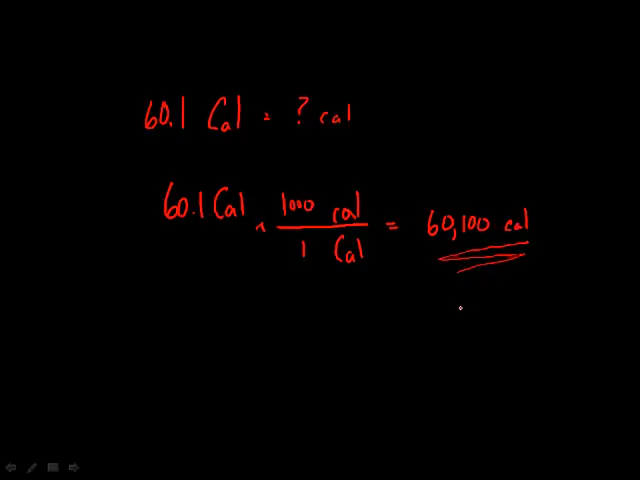 60.1 Cal = ? cal
60.1 Cal × 1000 cal / 1 Cal = 60,100 cal